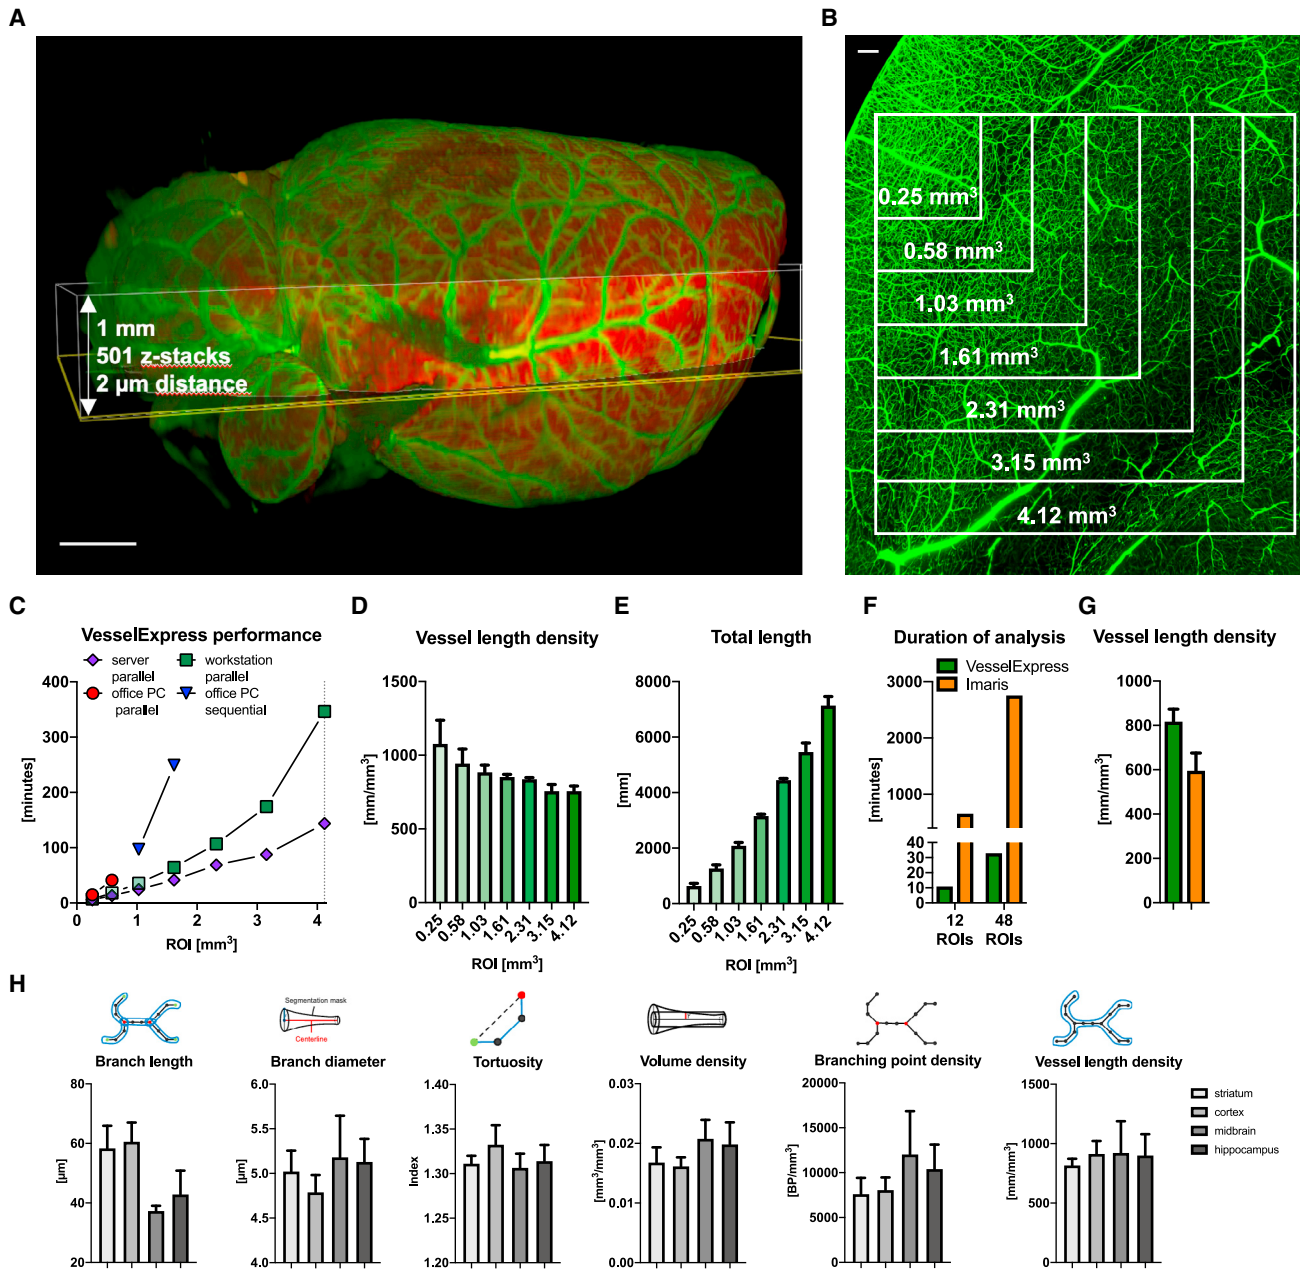 A
B
1 mm
501 z-stacks
2 µm distance
0.25 mm³
0.58 mm³
1.03 mm³
1.61 mm³
2.31 mm³
3.15 mm³
4.12 mm³
C
VesselExpress performance
server parallel
workstation parallel
office PC parallel
office PC sequential
400
300
200
100
0
[minutes]
0 1 2 3 4
ROI [mm³]
D
Vessel length density
1500
1000
500
0
[mm/mm³]
0.25 0.58 1.03 1.61 2.31 3.15 4.12
ROI [mm³]
E
Total length
8000
6000
4000
2000
0
[mm]
0.25 0.58 1.03 1.61 2.31 3.15 4.12
ROI [mm³]
F
Duration of analysis
VesselExpress
Imaris
3000
2000
1000
40
30
20
10
0
[minutes]
12 ROIs
48 ROIs
G
Vessel length density
1000
800
600
400
200
0
[mm/mm³]
H
Branch length
80
60
40
20
[µm]
Segmentation mask
Centerline
Branch diameter
6.0
5.5
5.0
4.5
4.0
[µm]
Tortuosity
1.40
1.35
1.30
1.25
1.20
Index
r
Volume density
0.03
0.02
0.01
0.00
[mm³/mm³]
Branching point density
20000
15000
10000
5000
0
[BP/mm³]
Vessel length density
1500
1000
500
0
[mm/mm³]
striatum
cortex
midbrain
hippocampus